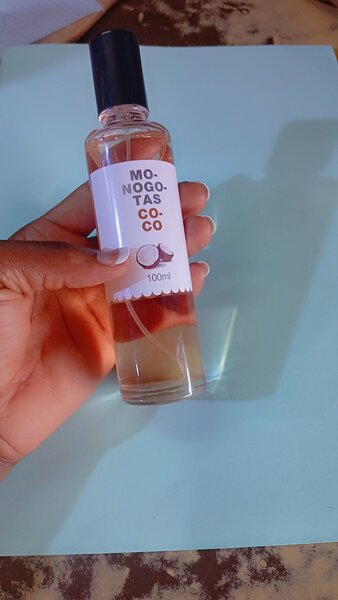 MO-
NOGO-
TAS
CO-
CO
100ml